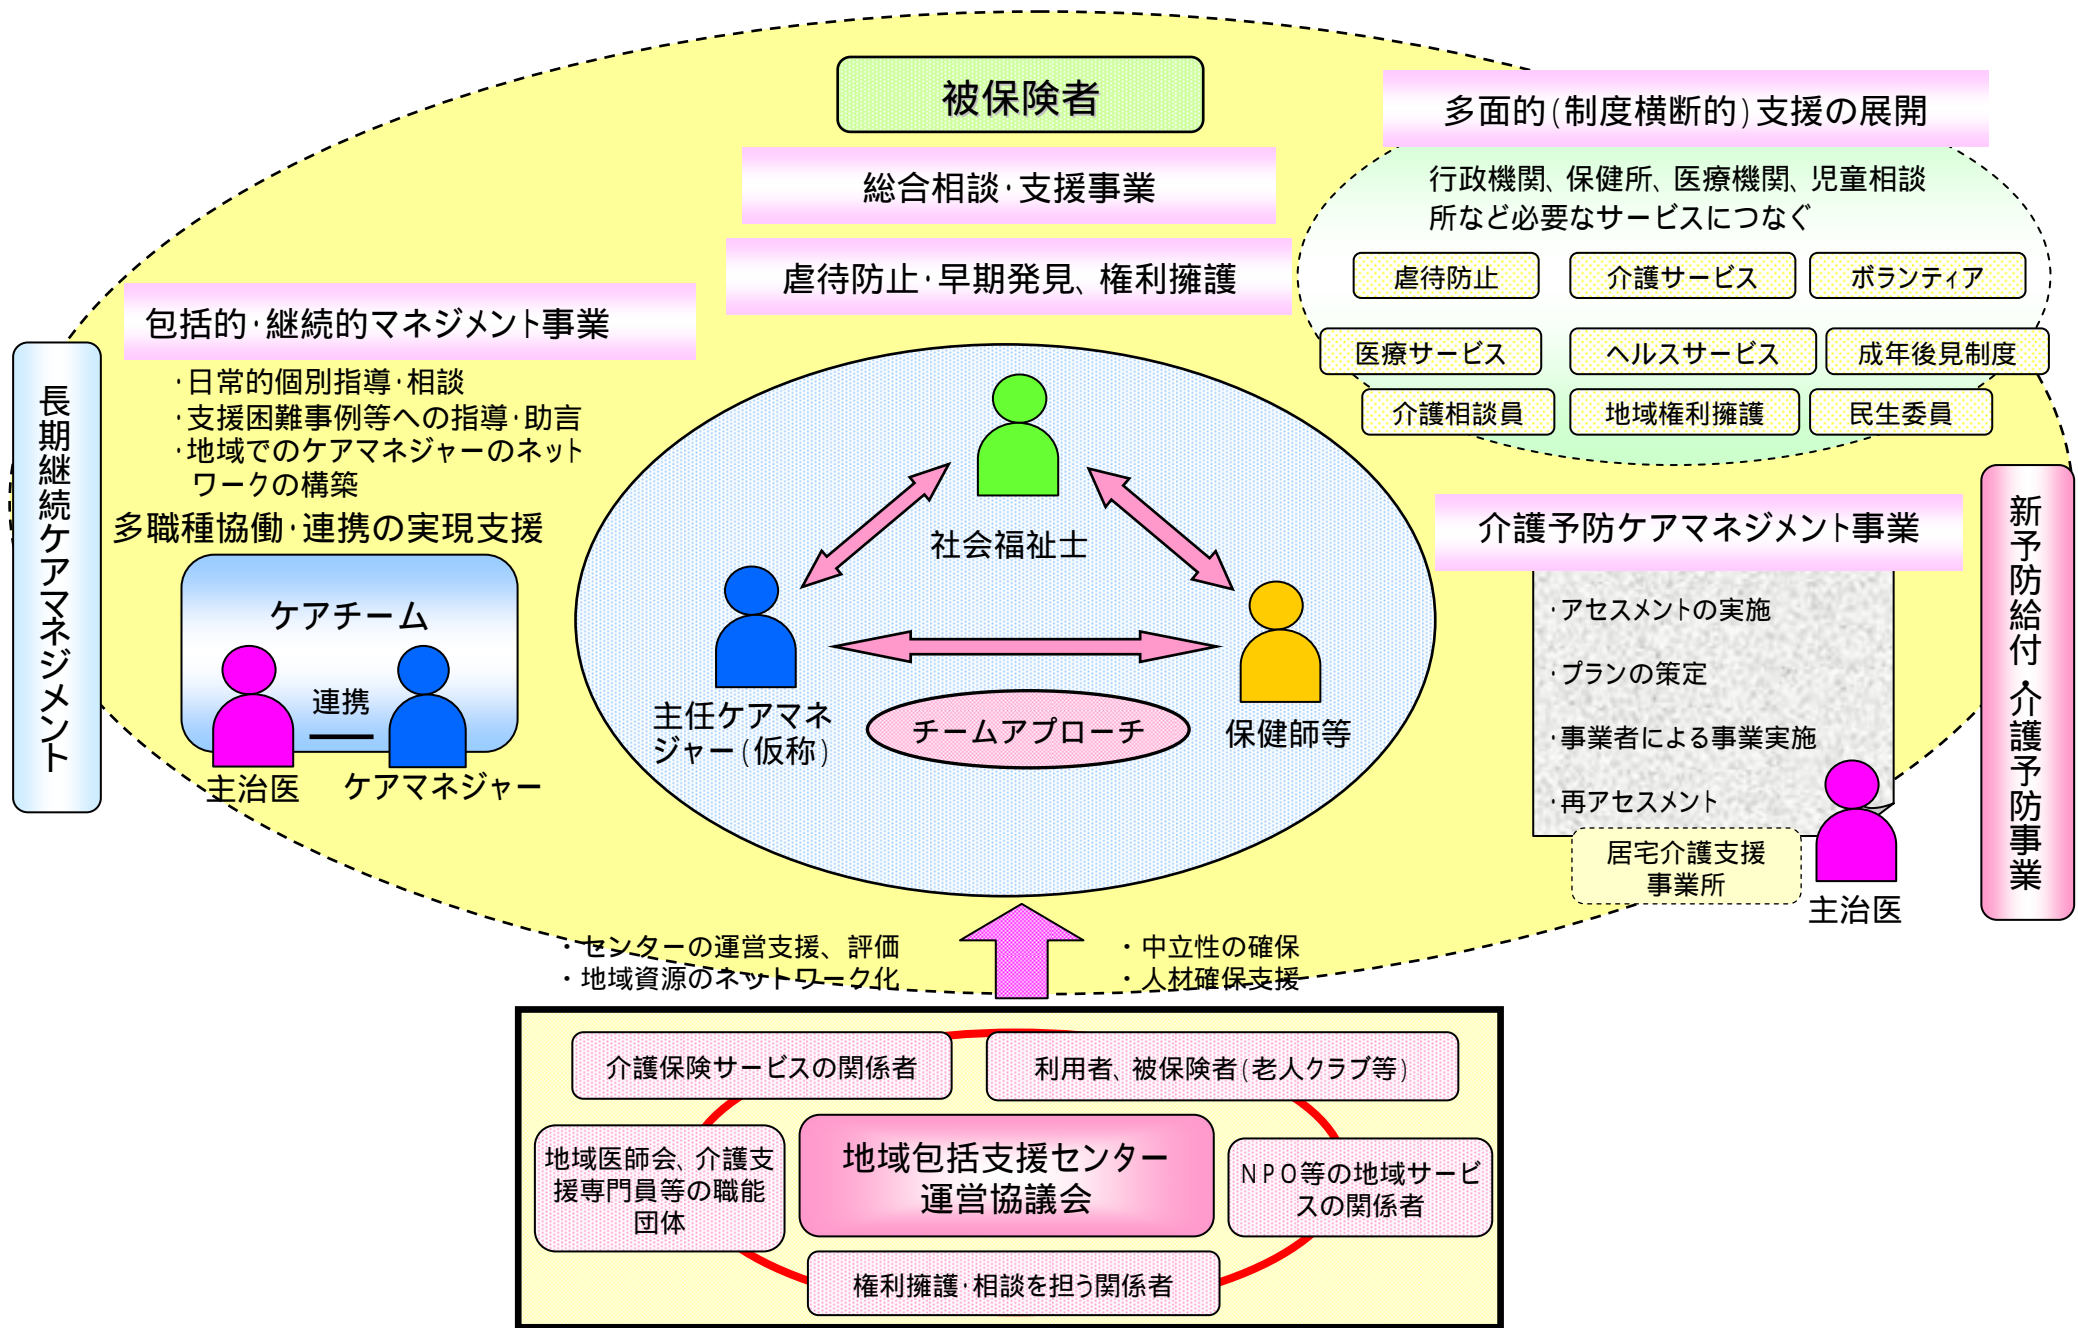 被保険者
総合相談･支援事業
虐待防止･早期発見、権利擁護
多面的(制度横断的)支援の展開
行政機関、保健所、医療機関、児童相談
所など必要なサービスにつなぐ
虐待防止
介護サービス
ボランティア
医療サービス
ヘルスサービス
成年後見制度
介護相談員
地域権利擁護
民生委員
包括的･継続的マネジメント事業
･日常的個別指導･相談
･支援困難事例等への指導･助言
･地域でのケアマネジャーのネット
ワークの構築
多職種協働･連携の実現支援
ケアチーム
連携
主治医
ケアマネジャー
長期継続ケアマネジメント
社会福祉士
主任ケアマネ
ジャー(仮称)
保健師等
チームアプローチ
介護予防ケアマネジメント事業
･アセスメントの実施
･プランの策定
･事業者による事業実施
･再アセスメント
居宅介護支援
事業所
主治医
新予防給付･介護予防事業
・センターの運営支援、評価
・地域資源のネットワーク化
・中立性の確保
・人材確保支援
介護保険サービスの関係者
利用者、被保険者(老人クラブ等)
地域医師会、介護支
援専門員等の職能
団体
地域包括支援センター
運営協議会
NPO等の地域サービ
スの関係者
権利擁護･相談を担う関係者